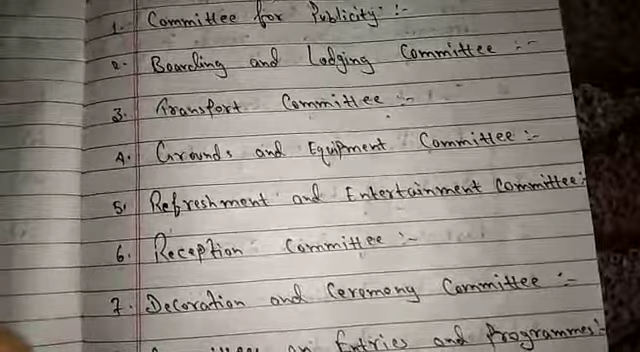 1. Committee for Publicity :-
2. Boarding and Lodging Committee :-
3. Transport Committee :-
4. Grounds and Equipment Committee :-
5. Refreshment and Entertainment Committee:-
6. Reception Committee :-
7. Decoration and Ceremony Committee :-
on Entries and Programmes:-